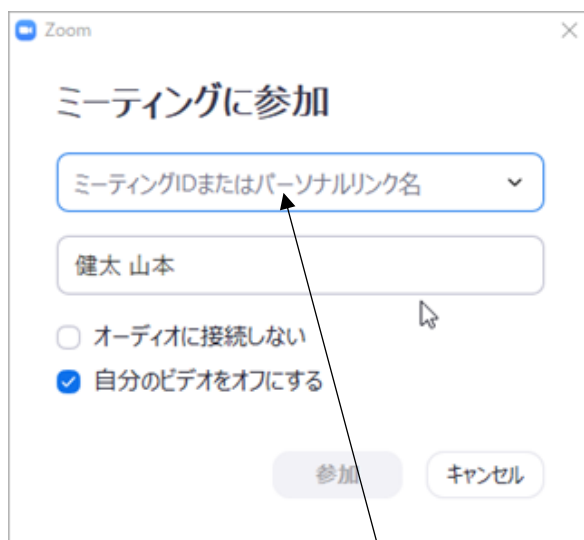 Zoom
ミーティングに参加
ミーティングIDまたはパーソナルリンク名
健太 山本
オーディオに接続しない
自分のビデオをオフにする
参加
キャンセル